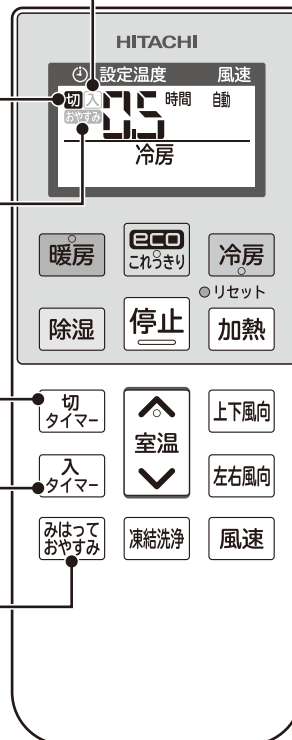 HITACHI
設定温度 風速
切 入 0.5 時間 自動
おやすみ
冷房
暖房 eco これっきり 冷房
リセット
除湿 停止 加熱
切タイマー 室温 上下風向
入タイマー 左右風向
みはっておやすみ 凍結洗浄 風速